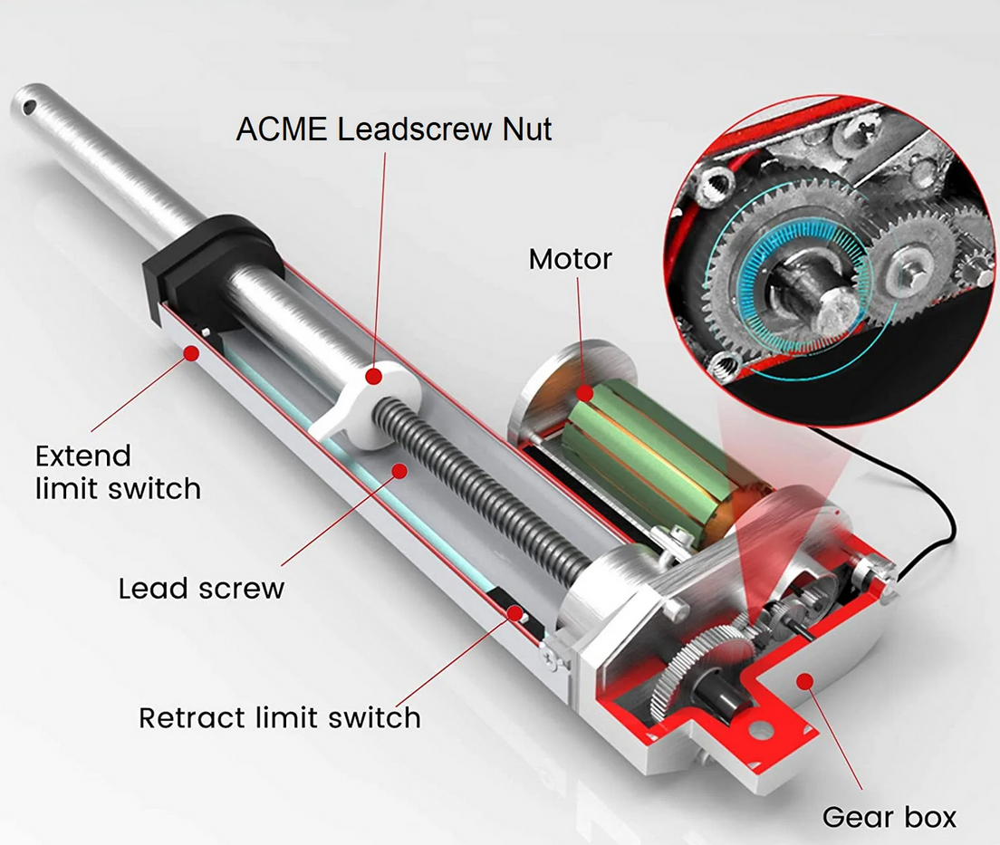 ACME Leadscrew Nut
Motor
Extend
limit switch
Lead screw
Retract limit switch
Gear box